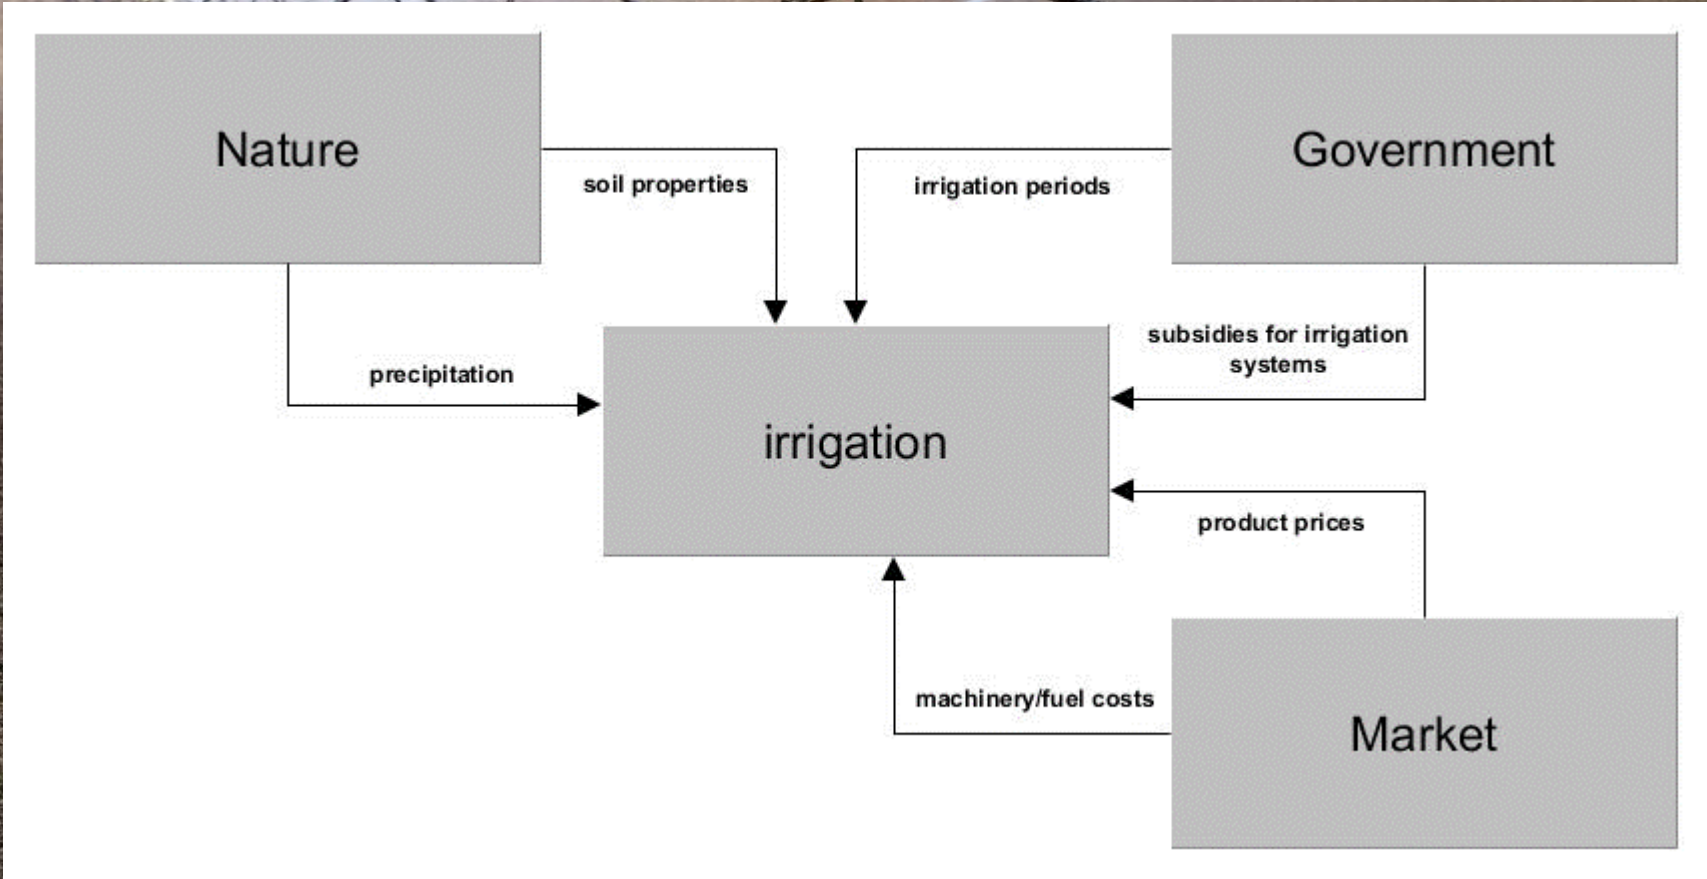 Nature
Government
soil properties
irrigation periods
subsidies for irrigation
systems
precipitation
irrigation
product prices
machinery/fuel costs
Market